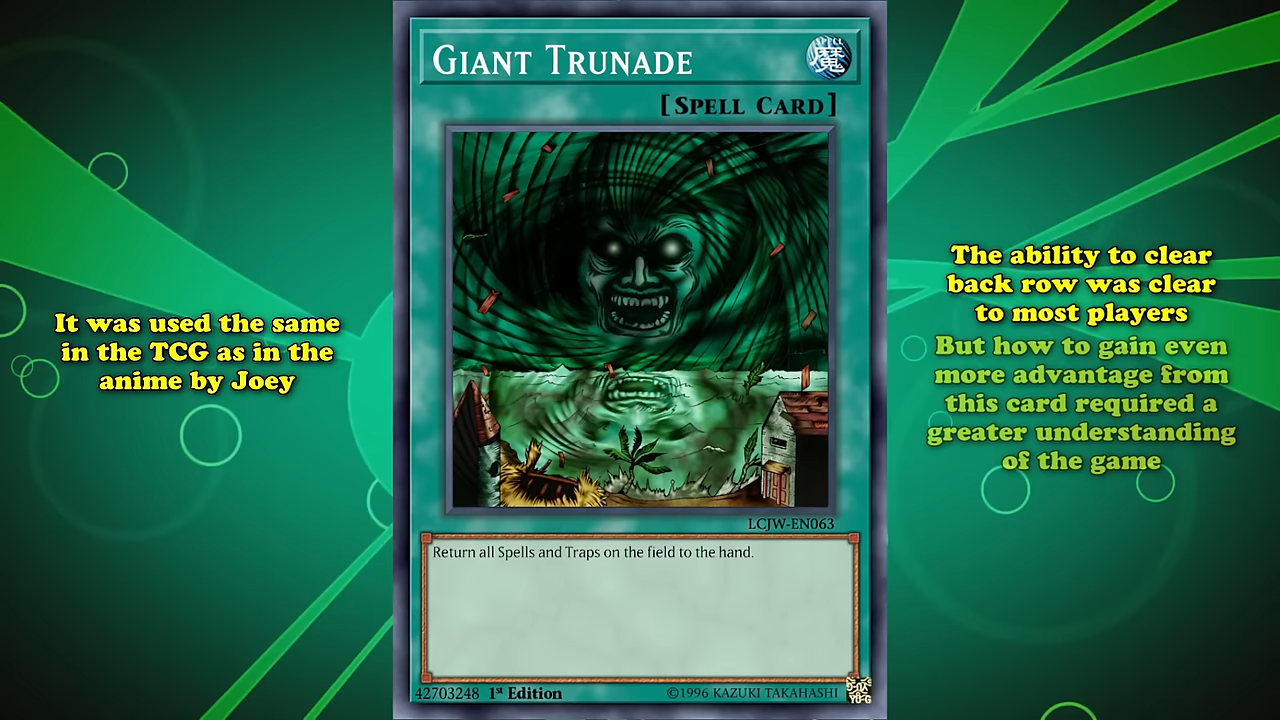 GIANT TRUNADE
SPELL
魔
[SPELL CARD]
It was used the same
in the TCG as in the
anime by Joey
The ability to clear
back row was clear
to most players
But how to gain even
more advantage from
this card required a
greater understanding
of the game
LCJW-EN063
Return all Spells and Traps on the field to the hand.
42703248 1st Edition
©1996 KAZUKI TAKAHASHI